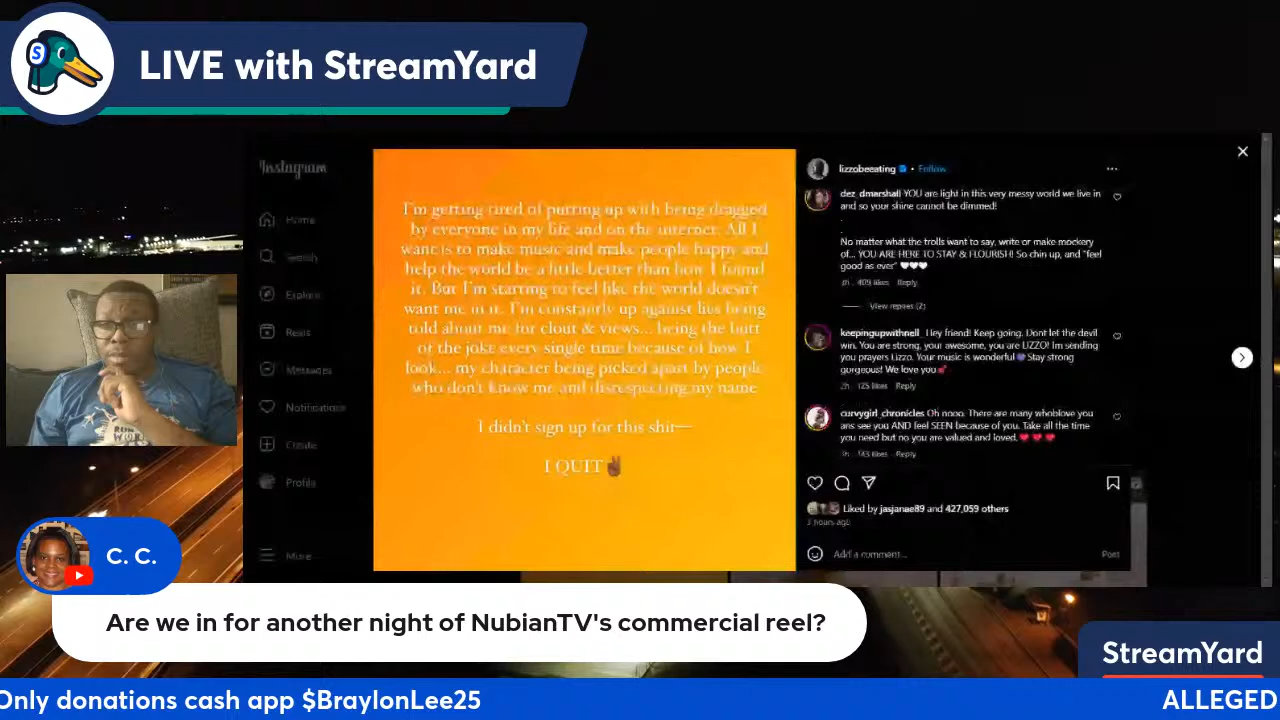 LIVE with StreamYard
Instagram
Home
Search
Explore
Reels
Messages
Notifications
Create
Profile
More
I'm getting tired of putting up with being dragged
by everyone in my life and on the internet. All I
want is to make music and make people happy and
help the world be a little better than how I found
it. But I'm starting to feel like the world doesn't
want me in it. I'm constantly up against lies being
told about me for clout & views... being the butt
of the joke every single time because of how I
look... my character being picked apart by people
who don't know me and disrespecting my name
I didn't sign up for this shit—
I QUIT✌🏾
lizzobeeating • Follow
dez_dmarshall YOU are light in this very messy world we live in
and so your shine cannot be dimmed!
.
No matter what the trolls want to say, write or make mockery
of... YOU ARE HERE TO STAY & FLOURISH! So chin up, and "feel
good as ever" 🤍🤍🤍
409 likes Reply
View replies (2)
keepingupwithnell_ Hey friend! Keep going. Dont let the devil
win. You are strong, your awesome, you are LIZZO! Im sending
you prayers Lizzo. Your music is wonderful💜Stay strong
gorgeous! We love you💕
2h 125 likes Reply
curvygirl_chronicles Oh nooo. There are many whoblove you
ans see you AND feel SEEN because of you. Take all the time
you need but no you are valued and loved.❤️❤️❤️
Reply
Liked by jasjanae89 and 427,059 others
3 hours ago
Add a comment...
Post
C. C.
Are we in for another night of NubianTV's commercial reel?
StreamYard
Only donations cash app $BraylonLee25
ALLEGED